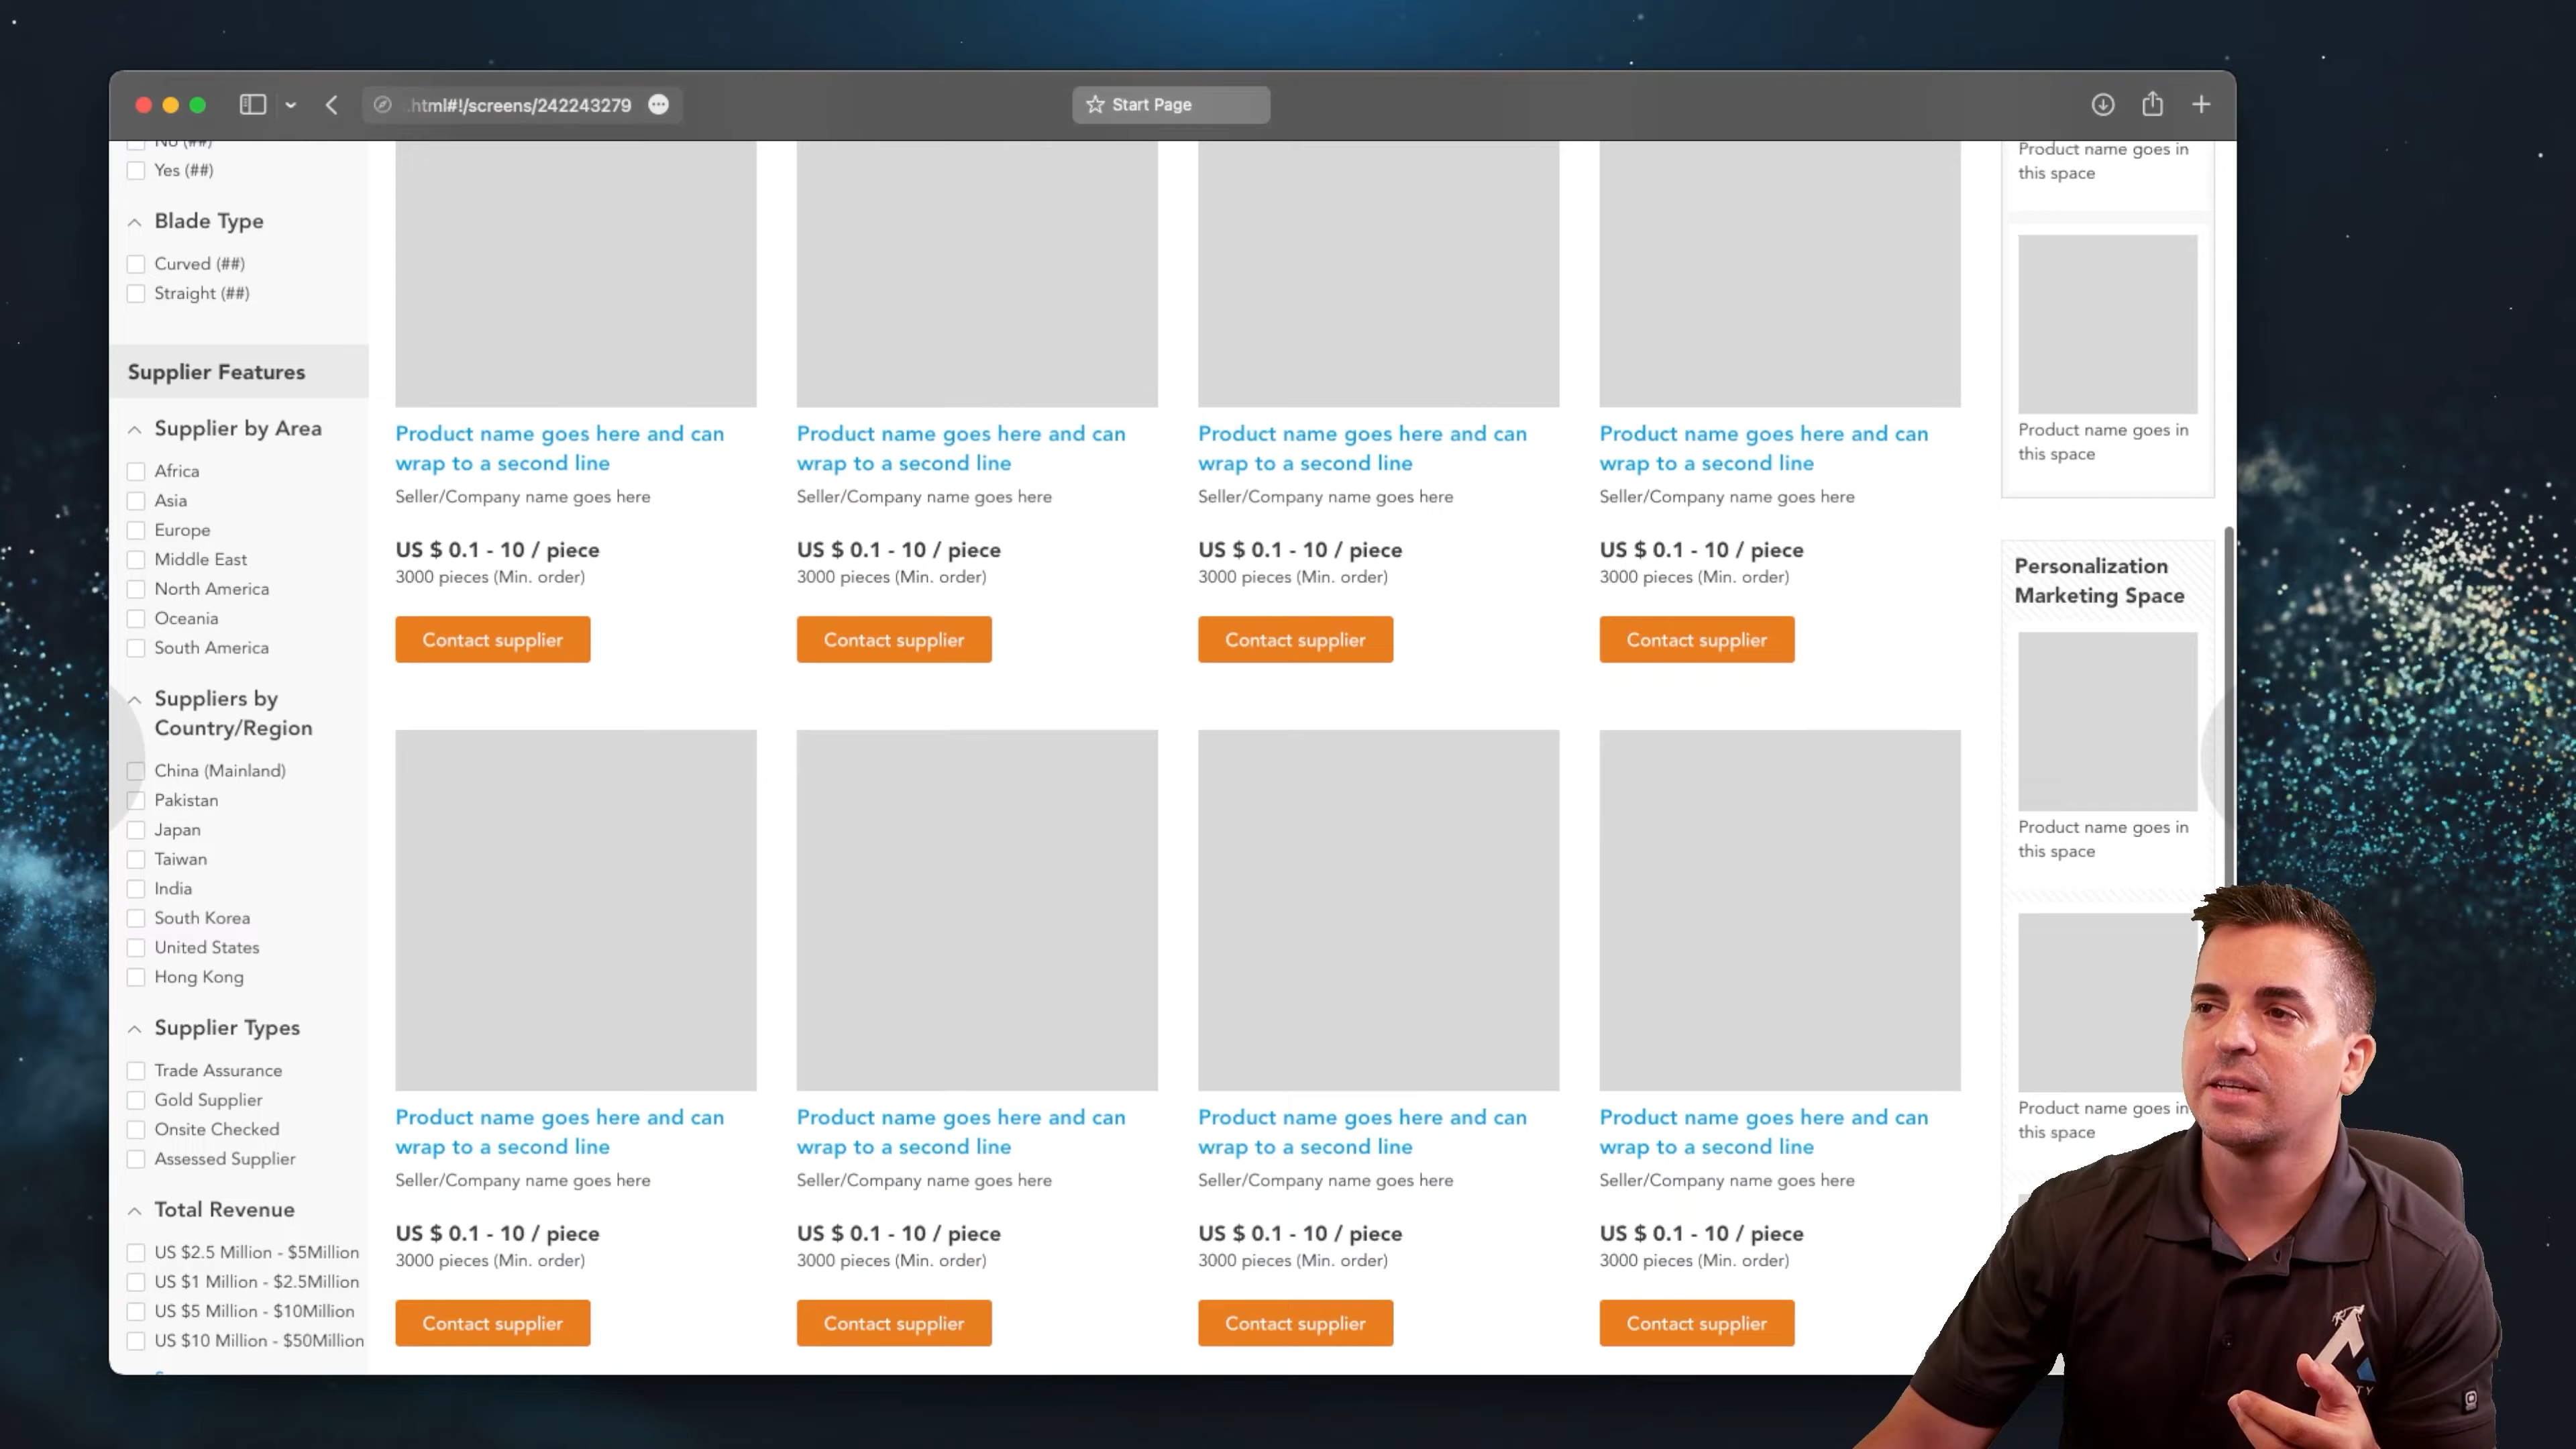 .html#!/screens/242243279
Start Page
No (##)
Yes (##)
Blade Type
Curved (##)
Straight (##)
Supplier Features
Supplier by Area
Africa
Asia
Europe
Middle East
North America
Oceania
South America
Suppliers by
Country/Region
China (Mainland)
Pakistan
Japan
Taiwan
India
South Korea
United States
Hong Kong
Supplier Types
Trade Assurance
Gold Supplier
Onsite Checked
Assessed Supplier
Total Revenue
US $2.5 Million - $5Million
US $1 Million - $2.5Million
US $5 Million - $10Million
US $10 Million - $50Million
Product name goes here and can
wrap to a second line
Seller/Company name goes here
US $ 0.1 - 10 / piece
3000 pieces (Min. order)
Contact supplier
Product name goes here and can
wrap to a second line
Seller/Company name goes here
US $ 0.1 - 10 / piece
3000 pieces (Min. order)
Contact supplier
Product name goes here and can
wrap to a second line
Seller/Company name goes here
US $ 0.1 - 10 / piece
3000 pieces (Min. order)
Contact supplier
Product name goes here and can
wrap to a second line
Seller/Company name goes here
US $ 0.1 - 10 / piece
3000 pieces (Min. order)
Contact supplier
Product name goes here and can
wrap to a second line
Seller/Company name goes here
US $ 0.1 - 10 / piece
3000 pieces (Min. order)
Contact supplier
Product name goes here and can
wrap to a second line
Seller/Company name goes here
US $ 0.1 - 10 / piece
3000 pieces (Min. order)
Contact supplier
Product name goes here and can
wrap to a second line
Seller/Company name goes here
US $ 0.1 - 10 / piece
3000 pieces (Min. order)
Contact supplier
Product name goes here and can
wrap to a second line
Seller/Company name goes here
US $ 0.1 - 10 / piece
3000 pieces (Min. order)
Contact supplier
Product name goes in
this space
Product name goes in
this space
Personalization
Marketing Space
Product name goes in
this space
Product name goes in
this space